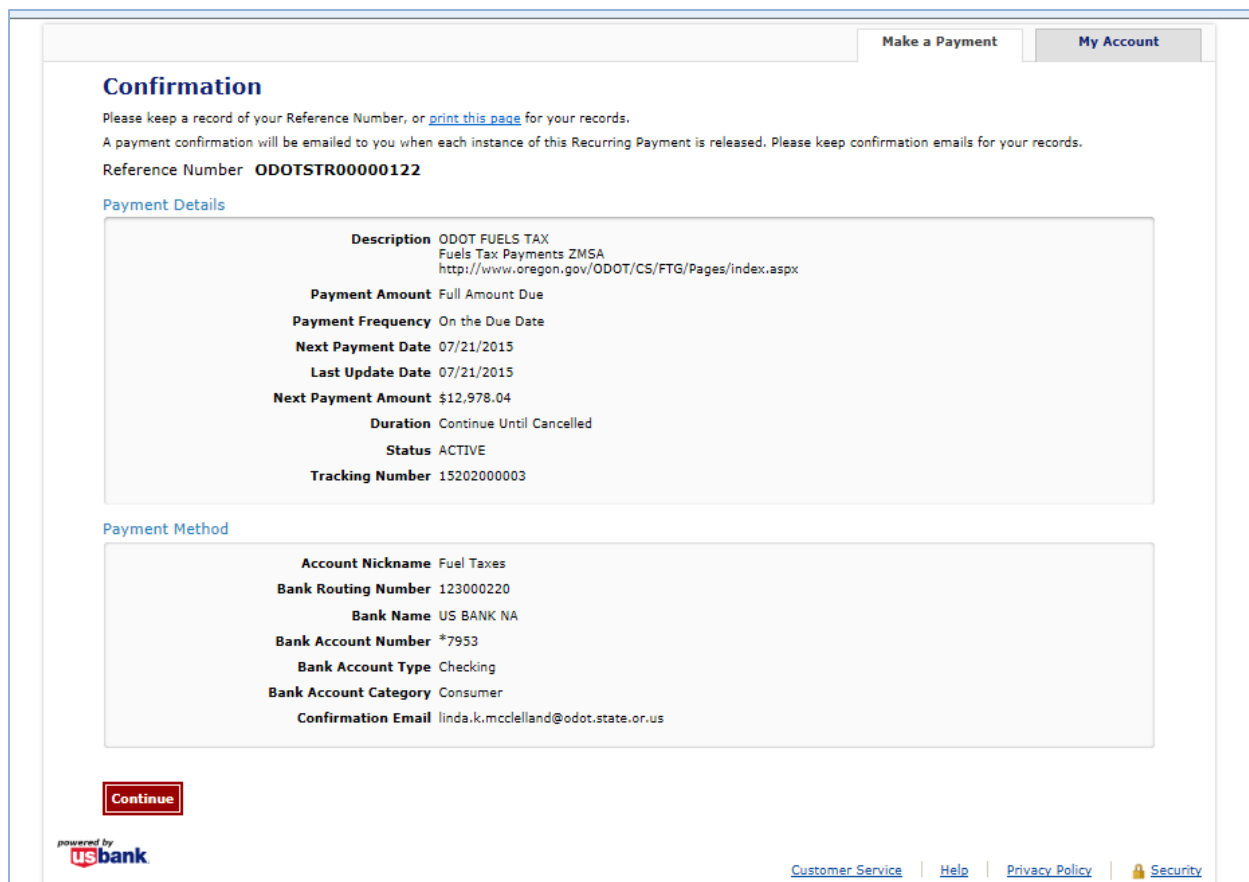 Make a Payment
My Account
Confirmation
Please keep a record of your Reference Number, or print this page for your records.
A payment confirmation will be emailed to you when each instance of this Recurring Payment is released. Please keep confirmation emails for your records.
Reference Number ODOTSTR00000122
Payment Details
Description ODOT FUELS TAX
Fuels Tax Payments ZMSA
http://www.oregon.gov/ODOT/CS/FTG/Pages/index.aspx
Payment Amount Full Amount Due
Payment Frequency On the Due Date
Next Payment Date 07/21/2015
Last Update Date 07/21/2015
Next Payment Amount $12,978.04
Duration Continue Until Cancelled
Status ACTIVE
Tracking Number 15202000003
Payment Method
Account Nickname Fuel Taxes
Bank Routing Number 123000220
Bank Name US BANK NA
Bank Account Number *7953
Bank Account Type Checking
Bank Account Category Consumer
Confirmation Email linda.k.mcclelland@odot.state.or.us
Continue
powered by
usbank.
Customer Service | Help | Privacy Policy | Security